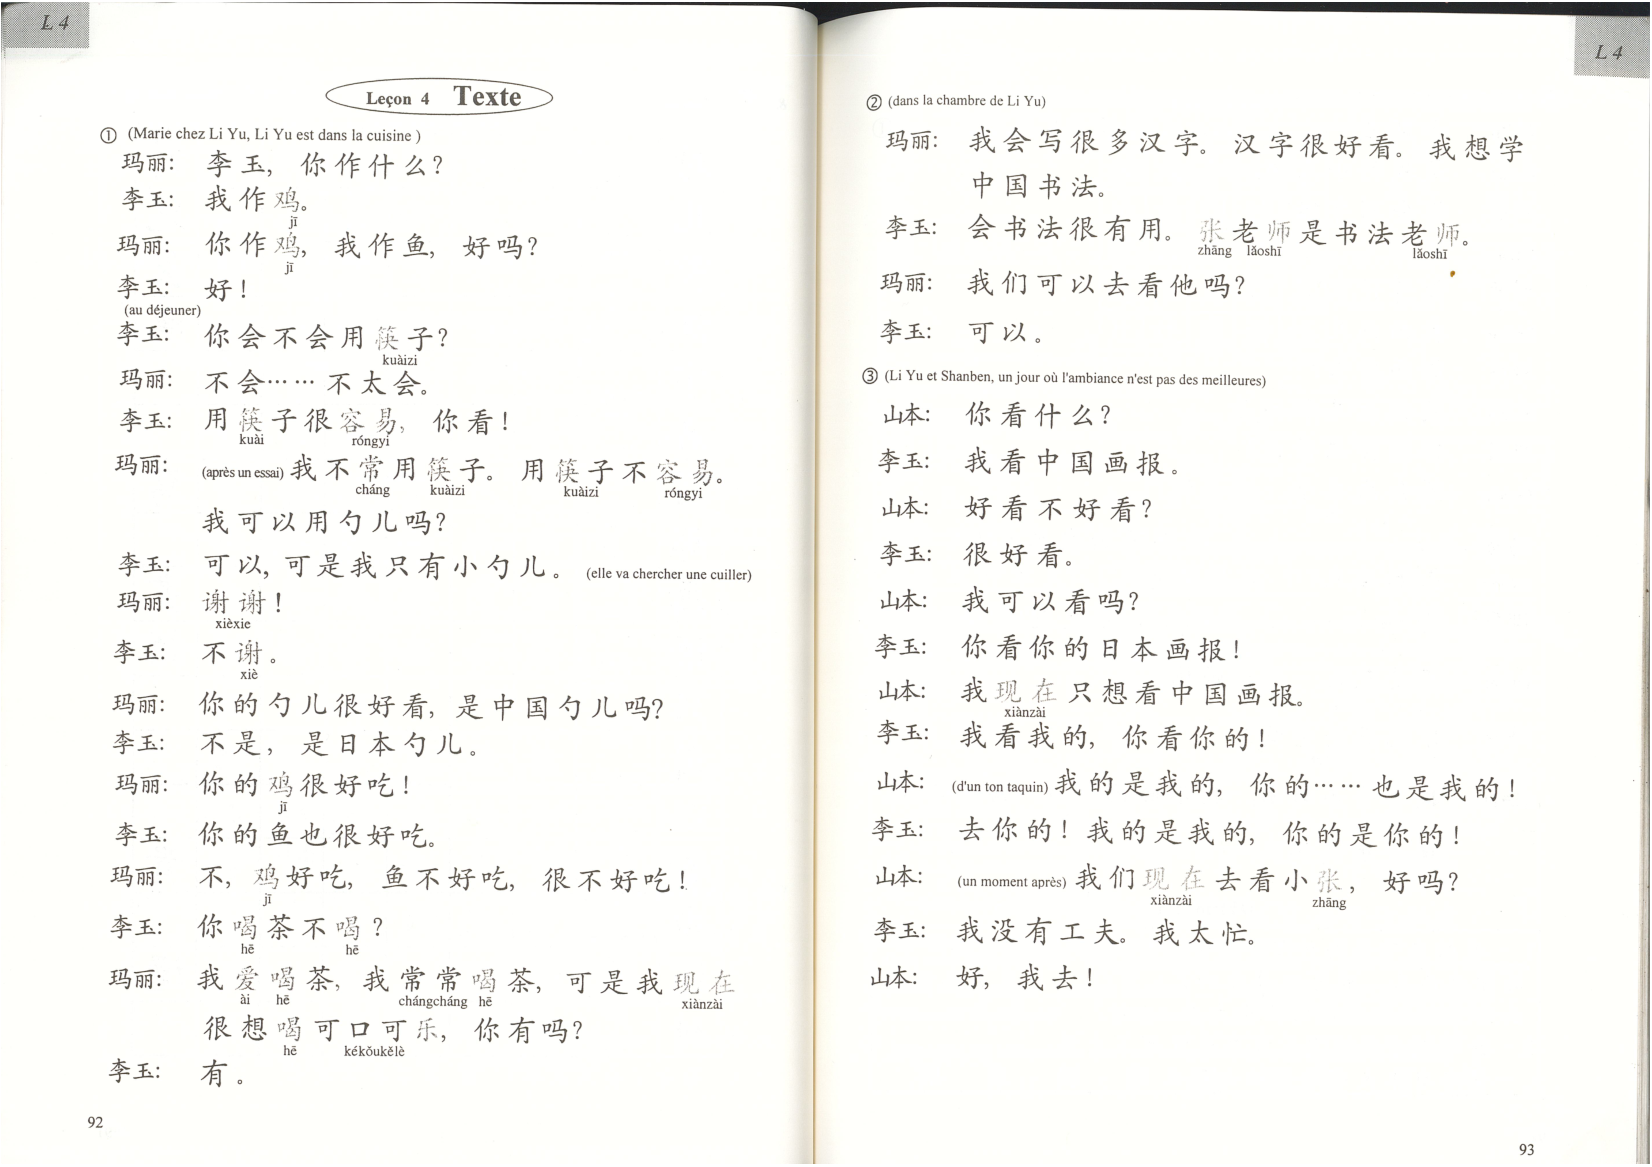 L 4
Leçon 4 Texte
① (Marie chez Li Yu, Li Yu est dans la cuisine )
玛丽: 李玉, 你作什么?
李玉: 我作鸡。
jī
玛丽: 你作鸡, 我作鱼, 好吗?
jī
李玉: 好!
(au déjeuner)
李玉: 你会不会用筷子?
kuàizi
玛丽: 不会…… 不太会。
李玉: 用筷子很容易, 你看!
kuài róngyi
玛丽: (après un essai) 我不常用筷子。 用筷子不容易。
cháng kuàizi kuàizi róngyi
我可以用勺儿吗?
李玉: 可以, 可是我只有小勺儿。 (elle va chercher une cuiller)
玛丽: 谢谢!
xièxie
李玉: 不谢。
xiè
玛丽: 你的勺儿很好看, 是中国勺儿吗?
李玉: 不是, 是日本勺儿。
玛丽: 你的鸡很好吃!
jī
李玉: 你的鱼也很好吃。
玛丽: 不, 鸡好吃, 鱼不好吃, 很不好吃!
jī
李玉: 你喝茶不喝?
hē hē
玛丽: 我爱喝茶, 我常常喝茶, 可是我现在
ài hē chángcháng hē xiànzài
很想喝可口可乐, 你有吗?
hē kékǒukělè
李玉: 有。
92
L 4
② (dans la chambre de Li Yu)
玛丽: 我会写很多汉字。 汉字很好看。 我想学
中国书法。
李玉: 会书法很有用。 张老师是书法老师。
zhāng lǎoshī lǎoshī
玛丽: 我们可以去看他吗?
李玉: 可以。
③ (Li Yu et Shanben, un jour où l'ambiance n'est pas des meilleures)
山本: 你看什么?
李玉: 我看中国画报。
山本: 好看不好看?
李玉: 很好看。
山本: 我可以看吗?
李玉: 你看你的日本画报!
山本: 我现在只想看中国画报。
xiànzài
李玉: 我看我的, 你看你的!
山本: (d'un ton taquin) 我的是我的, 你的…… 也是我的!
李玉: 去你的! 我的是我的, 你的是你的!
山本: (un moment après) 我们现在去看小张, 好吗?
xiànzài zhāng
李玉: 我没有工夫。 我太忙。
山本: 好, 我去!
93